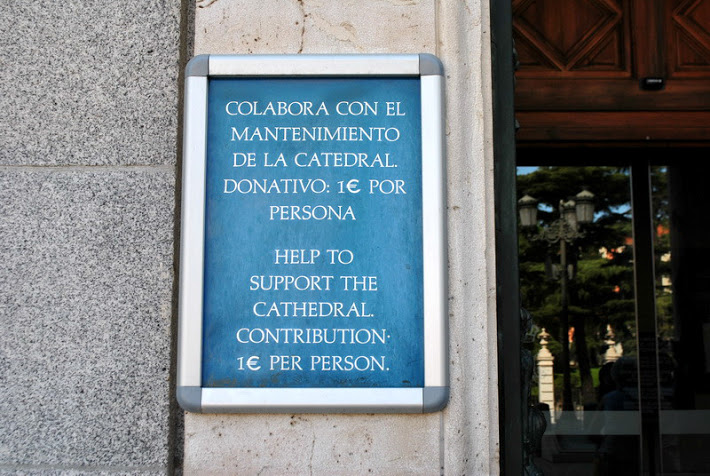 COLABORA CON EL
MANTENIMIENTO
DE LA CATEDRAL.
DONATIVO: 1€ POR
PERSONA
HELP TO
SUPPORT THE
CATHEDRAL.
CONTRIBUTION·
1€ PER PERSON.